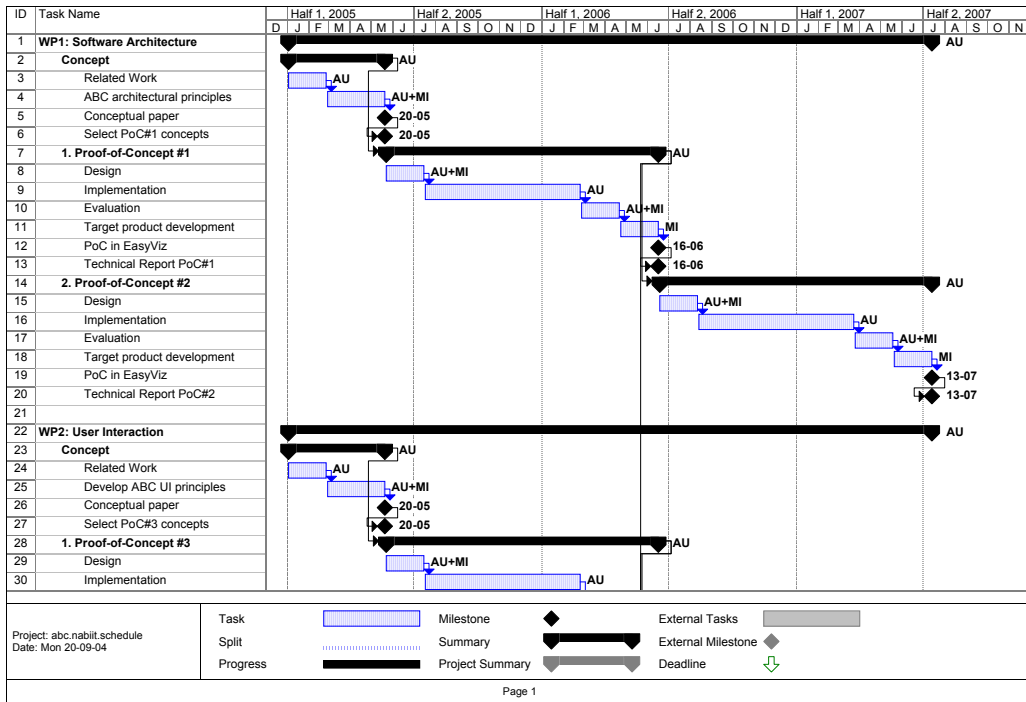 ID Task Name Half 1, 2005 Half 2, 2005 Half 1, 2006 Half 2, 2006 Half 1, 2007 Half 2, 2007
D J F M A M J J A S O N D J F M A M J J A S O N D J F M A M J J A S O N
1 WP1: Software Architecture AU
2 Concept AU
3 Related Work AU
4 ABC architectural principles AU+MI
5 Conceptual paper 20-05
6 Select PoC#1 concepts 20-05
7 1. Proof-of-Concept #1 AU
8 Design AU+MI
9 Implementation AU
10 Evaluation AU+MI
11 Target product development MI
12 PoC in EasyViz 16-06
13 Technical Report PoC#1 16-06
14 2. Proof-of-Concept #2 AU
15 Design AU+MI
16 Implementation AU
17 Evaluation AU+MI
18 Target product development MI
19 PoC in EasyViz 13-07
20 Technical Report PoC#2 13-07
21
22 WP2: User Interaction AU
23 Concept AU
24 Related Work AU
25 Develop ABC UI principles AU+MI
26 Conceptual paper 20-05
27 Select PoC#3 concepts 20-05
28 1. Proof-of-Concept #3 AU
29 Design AU+MI
30 Implementation AU
Project: abc.nabiit.schedule
Date: Mon 20-09-04
Task Milestone External Tasks
Split Summary External Milestone
Progress Project Summary Deadline
Page 1